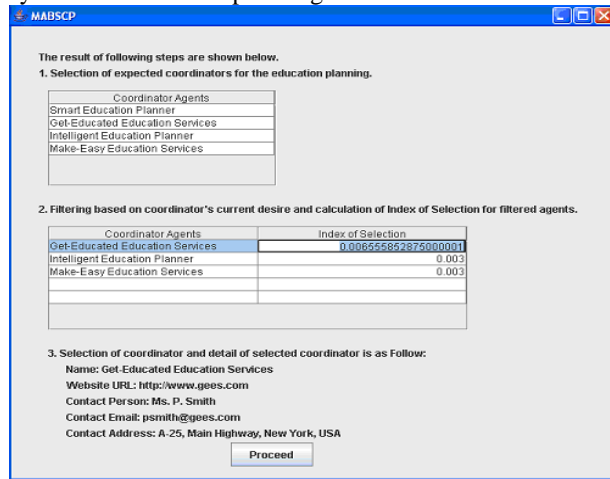 MABSCP
The result of following steps are shown below.
1. Selection of expected coordinators for the education planning.
Coordinator Agents
Smart Education Planner
Get-Educated Education Services
Intelligent Education Planner
Make-Easy Education Services
2. Filtering based on coordinator's current desire and calculation of Index of Selection for filtered agents.
Coordinator Agents Index of Selection
Get-Educated Education Services 0.006555852875000001
Intelligent Education Planner 0.003
Make-Easy Education Services 0.003
3. Selection of coordinator and detail of selected coordinator is as Follow:
Name: Get-Educated Education Services
Website URL: http://www.gees.com
Contact Person: Ms. P. Smith
Contact Email: psmith@gees.com
Contact Address: A-25, Main Highway, New York, USA
Proceed